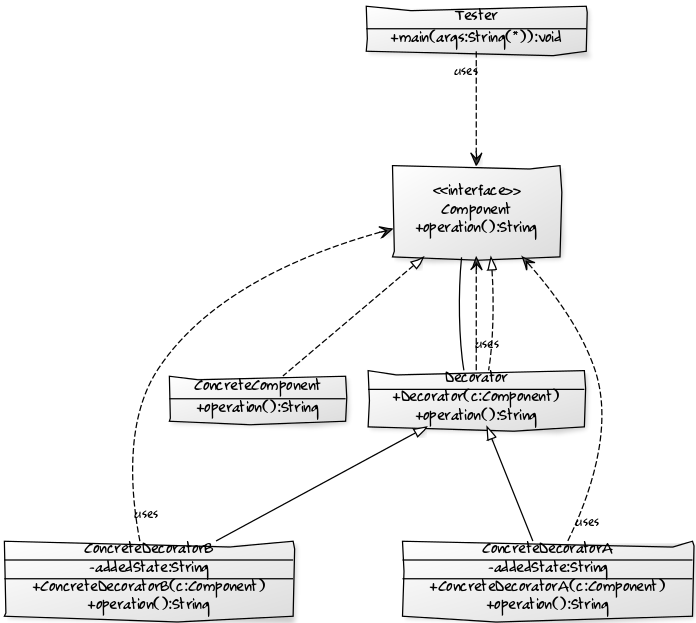 Tester
+main(args:String(*)):void
uses
<<interface>>
Component
+operation():String
uses
ConcreteComponent
+operation():String
Decorator
+Decorator(c:Component)
+operation():String
uses
uses
ConcreteDecoratorB
-addedState:String
+ConcreteDecoratorB(c:Component)
+operation():String
ConcreteDecoratorA
-addedState:String
+ConcreteDecoratorA(c:Component)
+operation():String